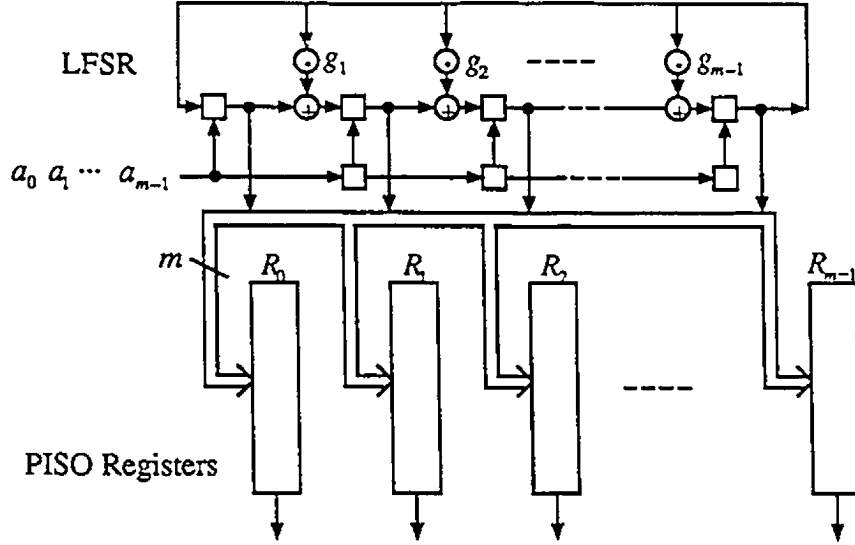 LFSR
g₁ g₂ ---- gₘ₋₁
a₀ a₁ ⋯ aₘ₋₁
m R₀ R₁ R₂ Rₘ₋₁
PISO Registers